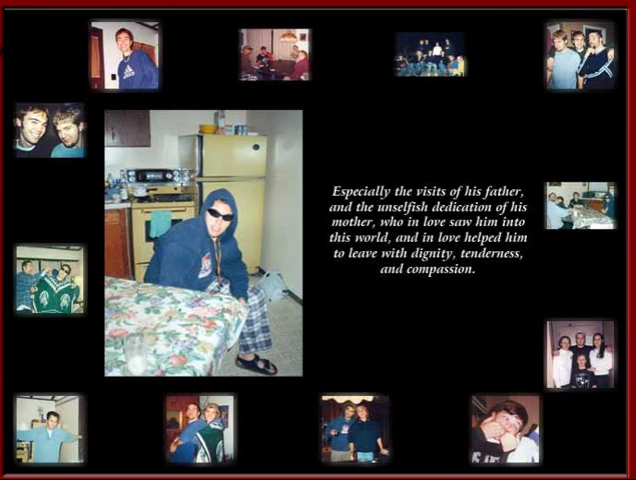 Especially the visits of his father,
and the unselfish dedication of his
mother, who in love saw him into
this world, and in love helped him
to leave with dignity, tenderness,
and compassion.